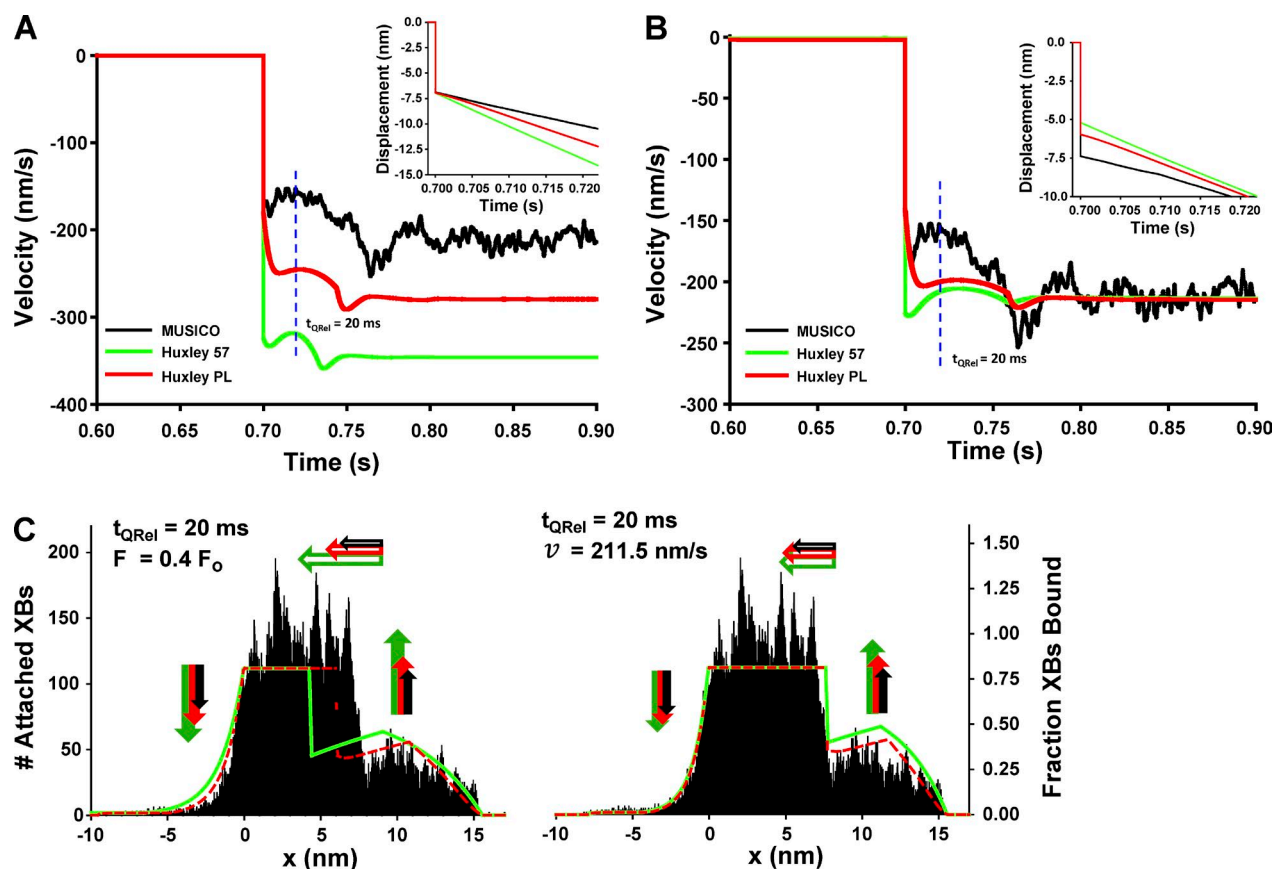 A
Velocity (nm/s)
0
-100
-200
-300
-400
0.60 0.65 0.70 0.75 0.80 0.85 0.90
Time (s)
tQRel = 20 ms
MUSICO
Huxley 57
Huxley PL
Displacement (nm)
0.0
-2.5
-5.0
-7.5
-10.0
-12.5
-15.0
0.700 0.705 0.710 0.715 0.720
Time (s)
B
Velocity (nm/s)
0
-50
-100
-150
-200
-250
-300
0.60 0.65 0.70 0.75 0.80 0.85 0.90
Time (s)
tQRel = 20 ms
MUSICO
Huxley 57
Huxley PL
Displacement (nm)
0.0
-2.5
-5.0
-7.5
-10.0
0.700 0.705 0.710 0.715 0.720
Time (s)
C
# Attached XBs
200
150
100
50
0
tQRel = 20 ms
F = 0.4 Fo
-10 -5 0 5 10 15
x (nm)
tQRel = 20 ms
v = 211.5 nm/s
-10 -5 0 5 10 15
x (nm)
1.50
1.25
1.00
0.75
0.50
0.25
0.00
Fraction XBs Bound